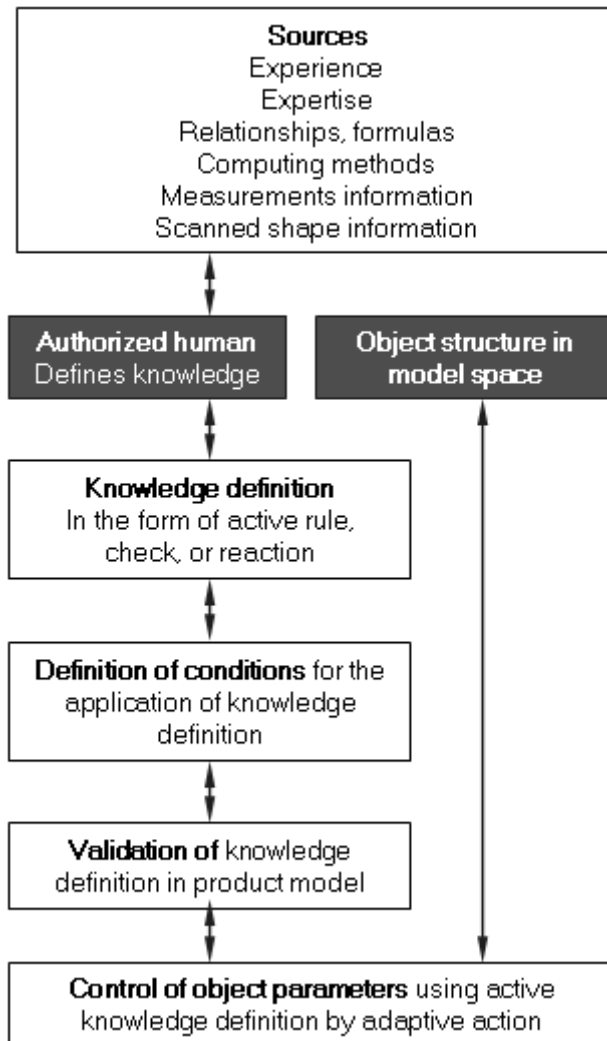 Sources
Experience
Expertise
Relationships, formulas
Computing methods
Measurements information
Scanned shape information
Authorized human
Defines knowledge
Object structure in
model space
Knowledge definition
In the form of active rule,
check, or reaction
Definition of conditions for the
application of knowledge
definition
Validation of knowledge
definition in product model
Control of object parameters using active
knowledge definition by adaptive action